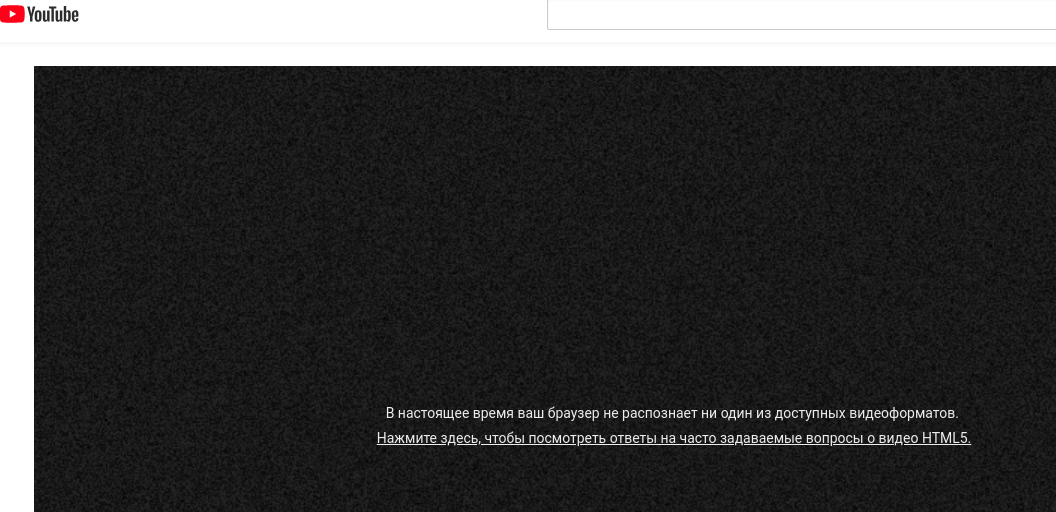 YouTube
В настоящее время ваш браузер не распознает ни один из доступных видеоформатов.
Нажмите здесь, чтобы посмотреть ответы на часто задаваемые вопросы о видео HTML5.